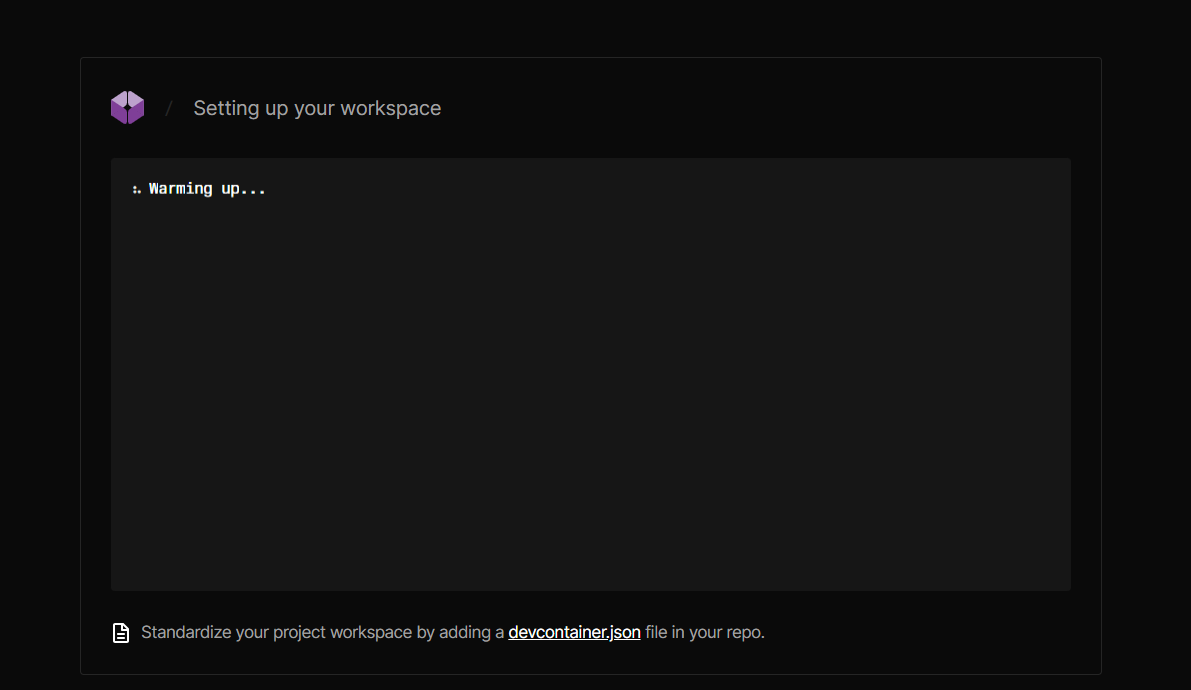 / Setting up your workspace
:. Warming up...
Standardize your project workspace by adding a devcontainer.json file in your repo.